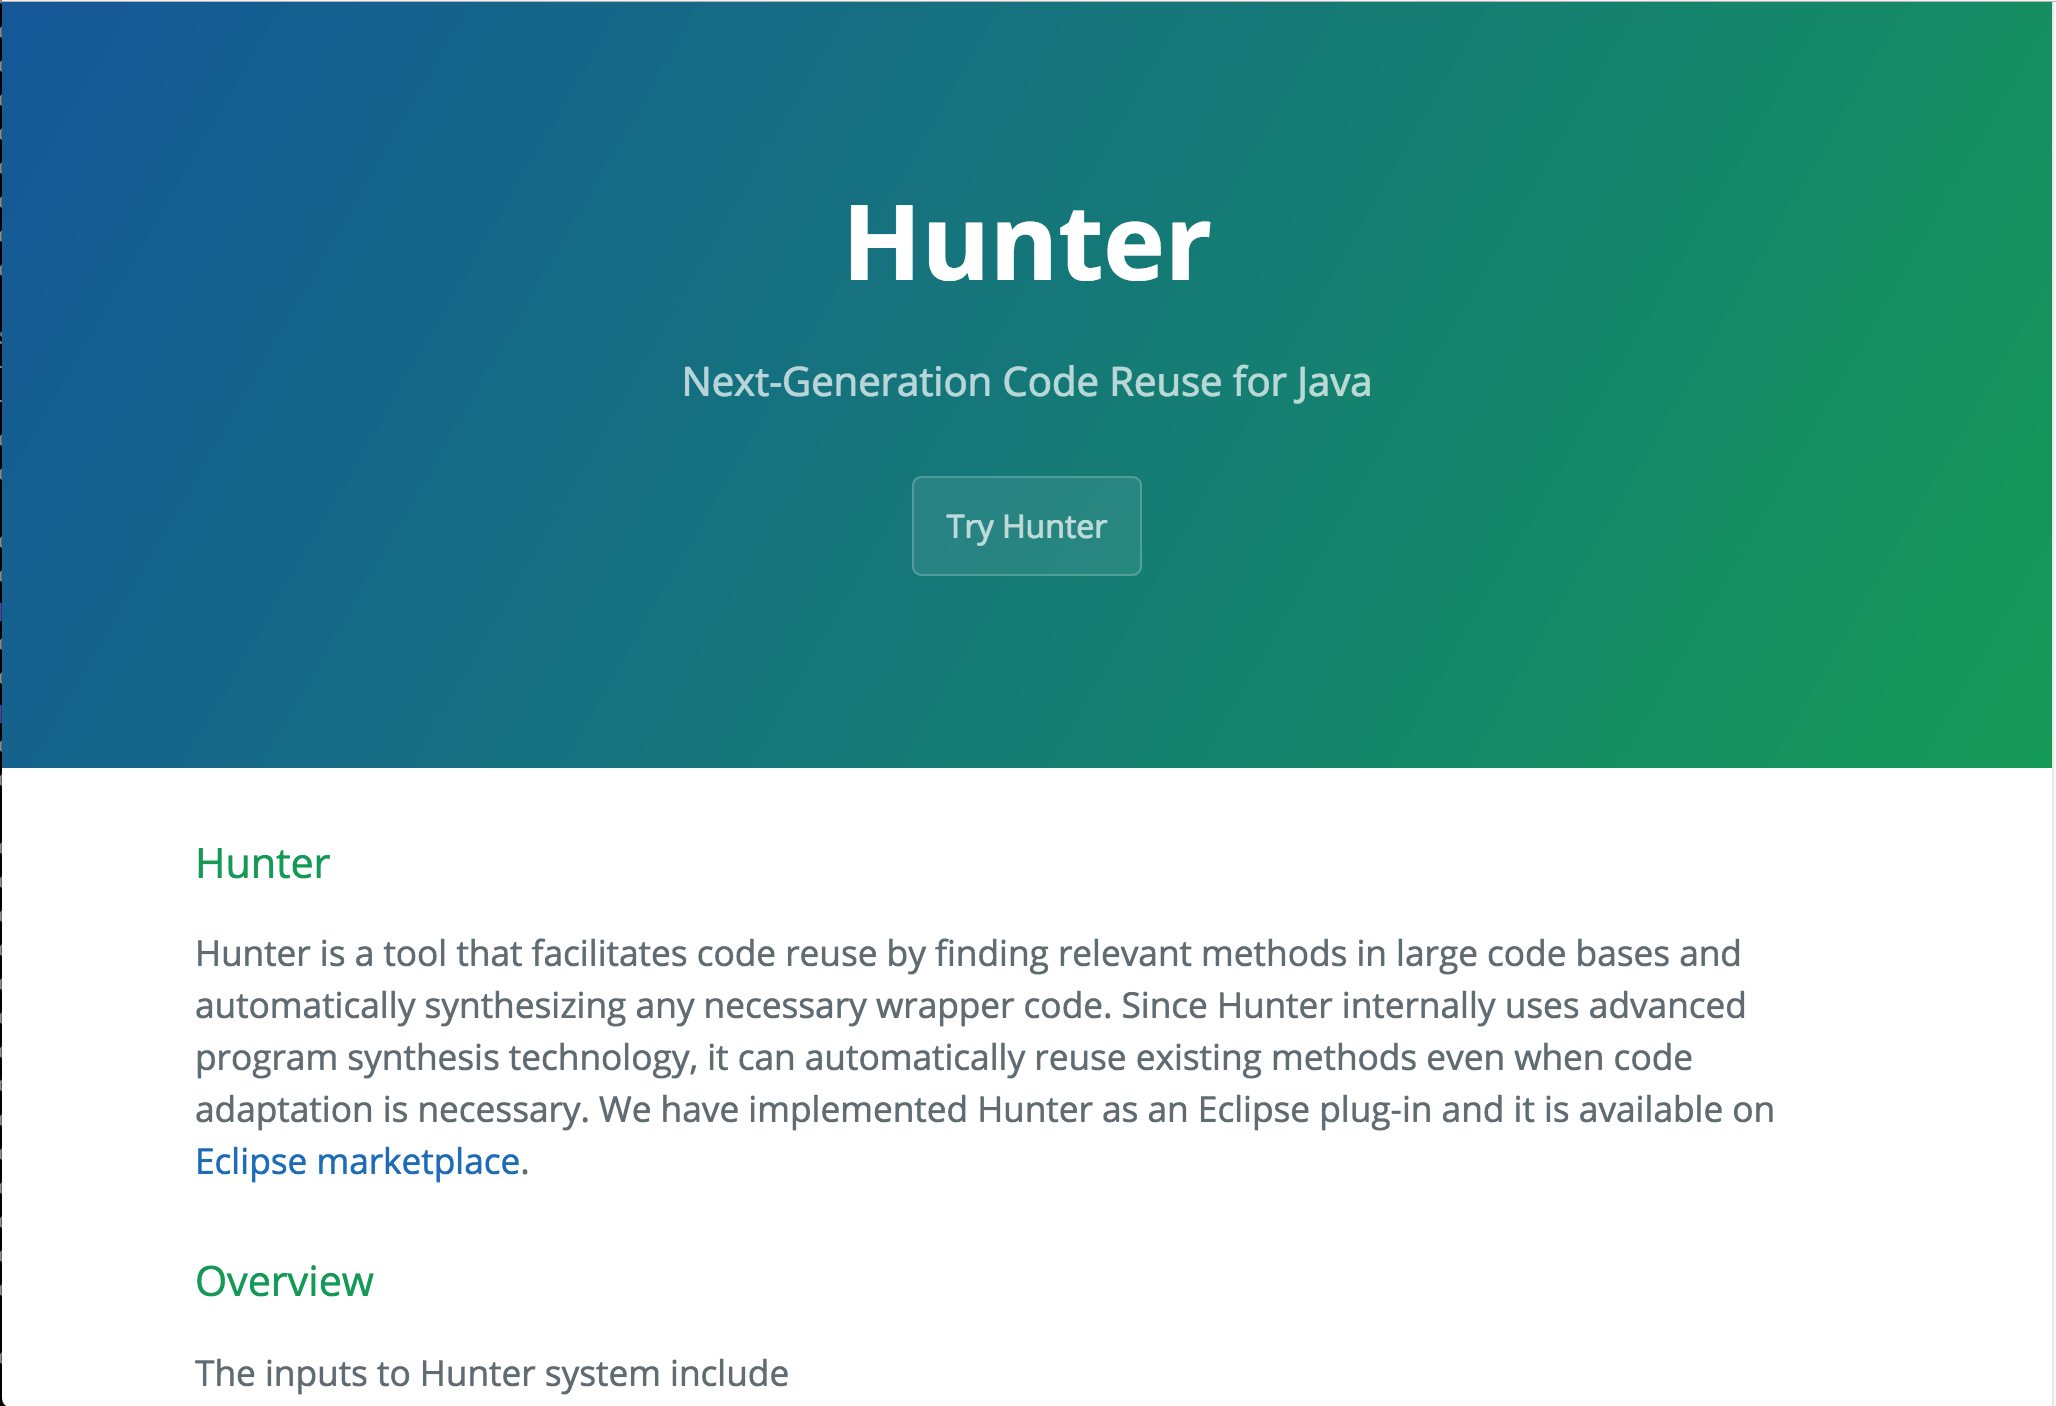 Hunter
Next-Generation Code Reuse for Java
Try Hunter
Hunter
Hunter is a tool that facilitates code reuse by finding relevant methods in large code bases and
automatically synthesizing any necessary wrapper code. Since Hunter internally uses advanced
program synthesis technology, it can automatically reuse existing methods even when code
adaptation is necessary. We have implemented Hunter as an Eclipse plug-in and it is available on
Eclipse marketplace.
Overview
The inputs to Hunter system include